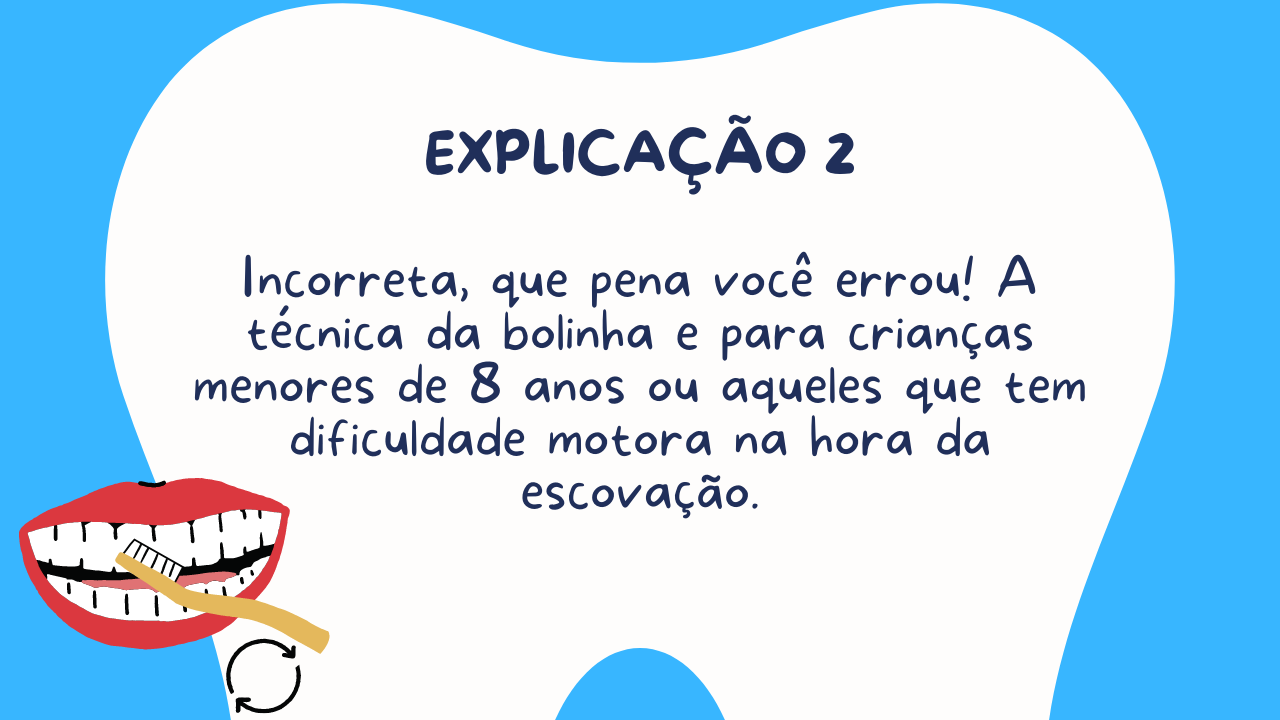 EXPLICAÇÃO 2
Incorreta, que pena você errou! A
técnica da bolinha e para crianças
menores de 8 anos ou aqueles que tem
dificuldade motora na hora da
escovação.